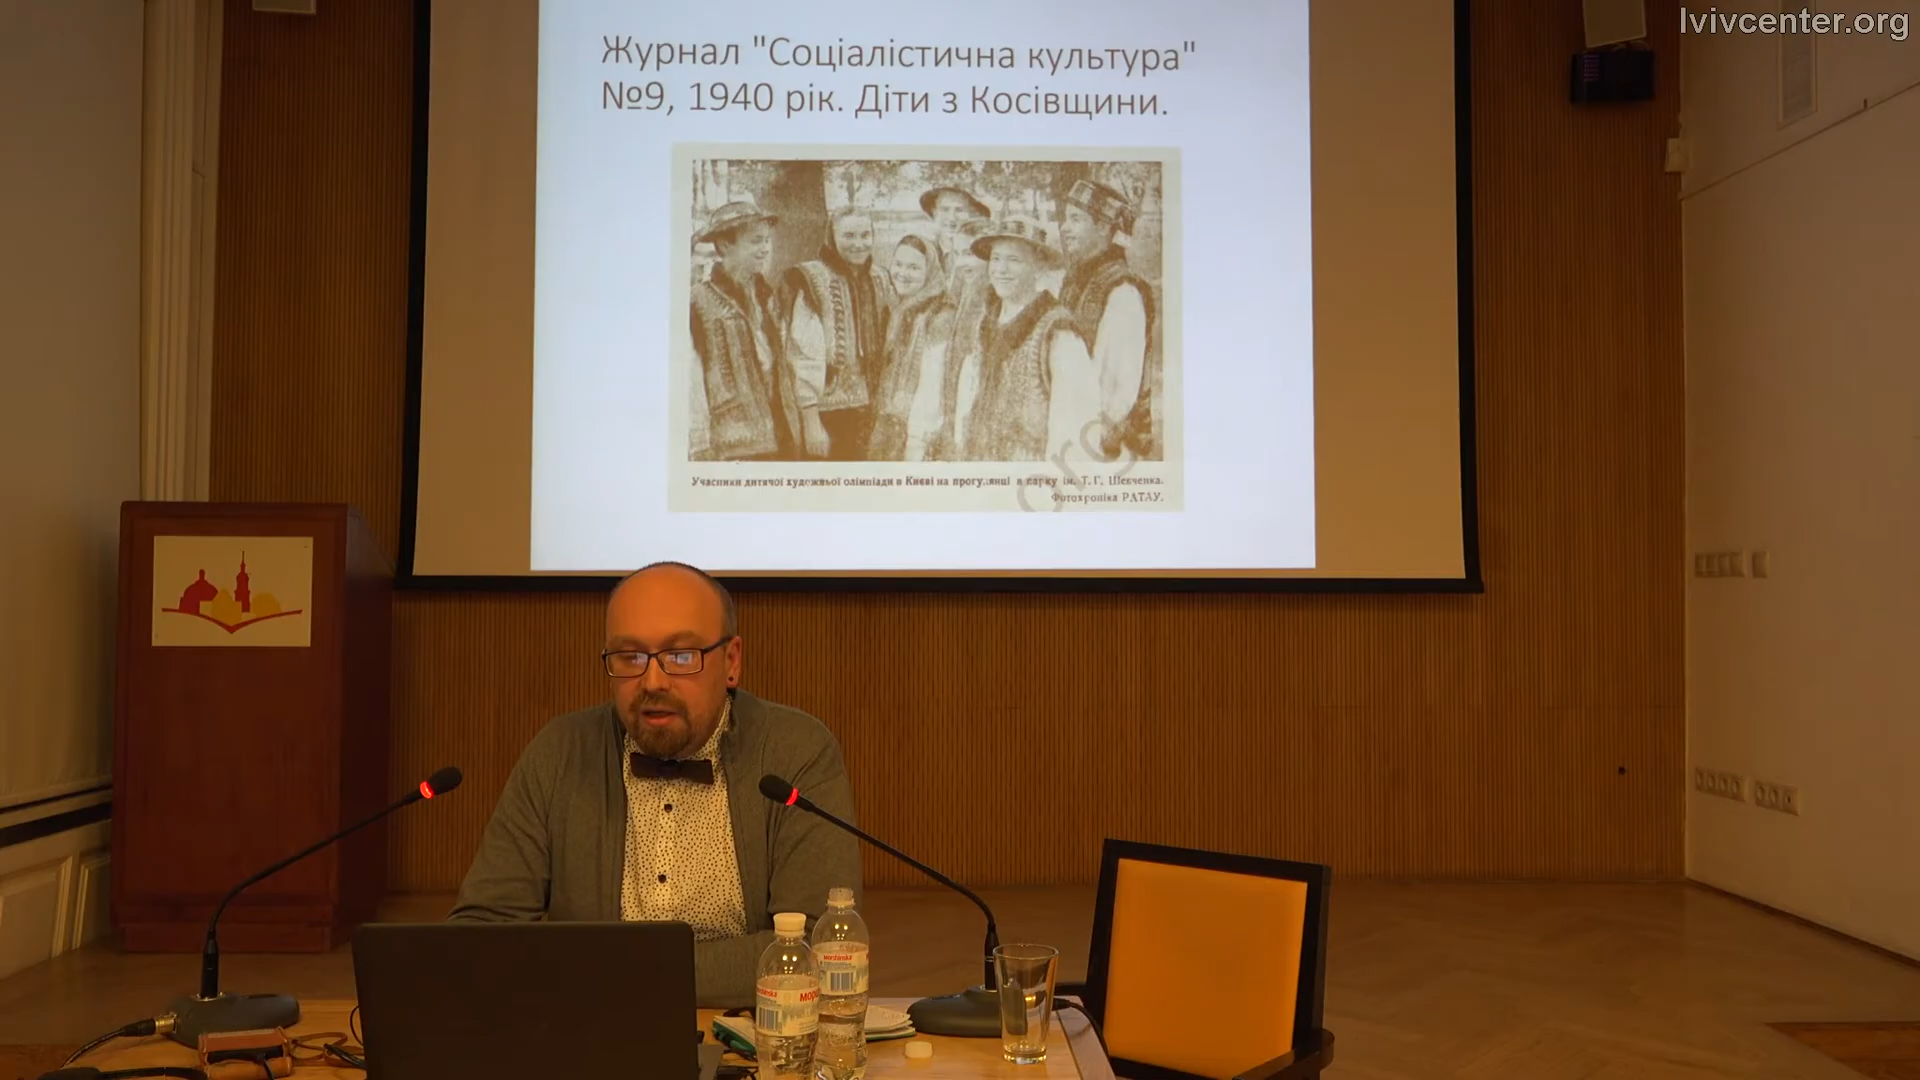 lvivcenter.org
Журнал "Соціалістична культура"
№9, 1940 рік. Діти з Косівщини.
Учасники дитячої художньої олімпіади в Києві на прогулянці в парку ім. Т. Г. Шевченка.
Фотохроніка РАТАУ.
org